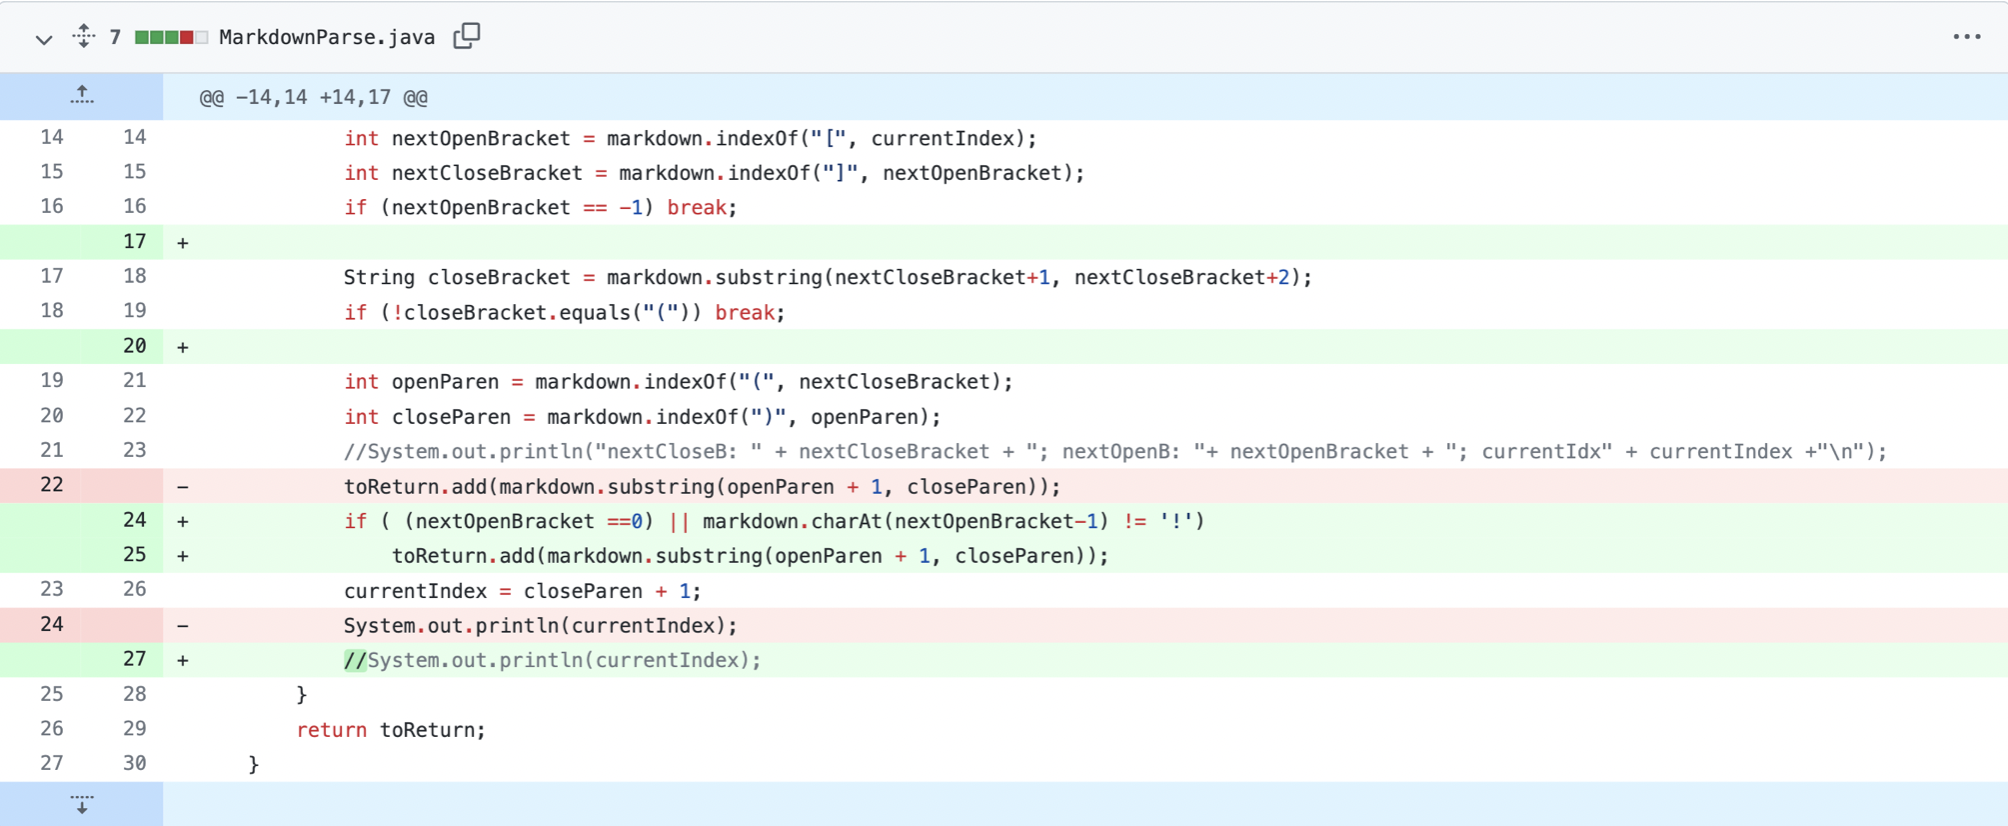 7 MarkdownParse.java
@@ -14,14 +14,17 @@
14 14 int nextOpenBracket = markdown.indexOf("[", currentIndex);
15 15 int nextCloseBracket = markdown.indexOf("]", nextOpenBracket);
16 16 if (nextOpenBracket == -1) break;
17 +
17 18 String closeBracket = markdown.substring(nextCloseBracket+1, nextCloseBracket+2);
18 19 if (!closeBracket.equals("(")) break;
20 +
19 21 int openParen = markdown.indexOf("(", nextCloseBracket);
20 22 int closeParen = markdown.indexOf(")", openParen);
21 23 //System.out.println("nextCloseB: " + nextCloseBracket + "; nextOpenB: "+ nextOpenBracket + "; currentIdx" + currentIndex +"\n");
22 - toReturn.add(markdown.substring(openParen + 1, closeParen));
24 + if ( (nextOpenBracket ==0) || markdown.charAt(nextOpenBracket-1) != '!')
25 + toReturn.add(markdown.substring(openParen + 1, closeParen));
23 26 currentIndex = closeParen + 1;
24 - System.out.println(currentIndex);
27 + //System.out.println(currentIndex);
25 28 }
26 29 return toReturn;
27 30 }